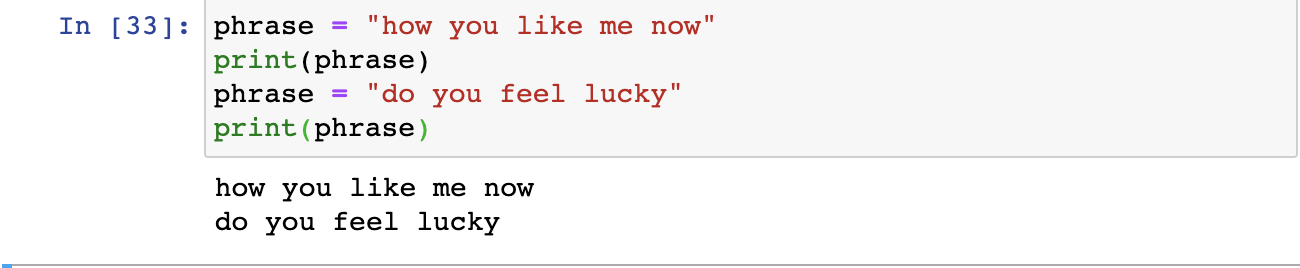 In [33]: phrase = "how you like me now"
print(phrase)
phrase = "do you feel lucky"
print(phrase)
how you like me now
do you feel lucky